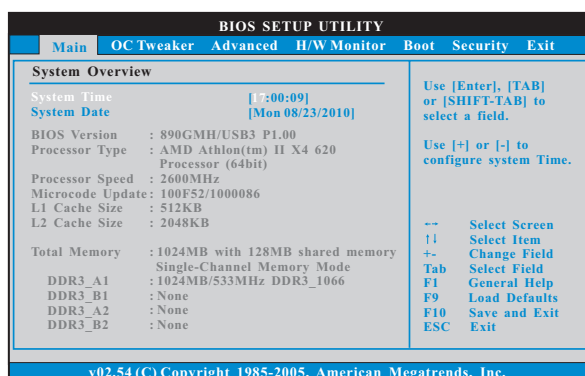 BIOS SETUP UTILITY
Main OC Tweaker Advanced H/W Monitor Boot Security Exit
System Overview
System Time [17:00:09]
System Date [Mon 08/23/2010]
BIOS Version : 890GMH/USB3 P1.00
Processor Type : AMD Athlon(tm) II X4 620
Processor (64bit)
Processor Speed : 2600MHz
Microcode Update : 100F52/1000086
L1 Cache Size : 512KB
L2 Cache Size : 2048KB
Total Memory : 1024MB with 128MB shared memory
Single-Channel Memory Mode
DDR3_A1 : 1024MB/533MHz DDR3_1066
DDR3_B1 : None
DDR3_A2 : None
DDR3_B2 : None
Use [Enter], [TAB]
or [SHIFT-TAB] to
select a field.
Use [+] or [-] to
configure system Time.
←→ Select Screen
↑↓ Select Item
+- Change Field
Tab Select Field
F1 General Help
F9 Load Defaults
F10 Save and Exit
ESC Exit
v02.54 (C) Copyright 1985-2005, American Megatrends, Inc.